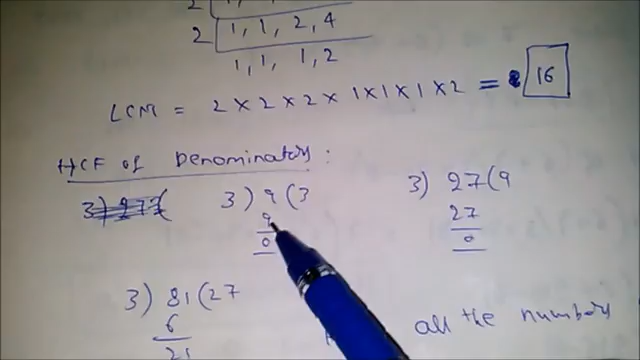 2 | 1, 1, 2, 4
1, 1, 1, 2
LCM = 2 × 2 × 2 × 1×1×1×2 = 16
HCF of Denominators :
3) 9 (3
9
0
3) 27 (9
27
0
3) 81 (27
6
21
all the numbers